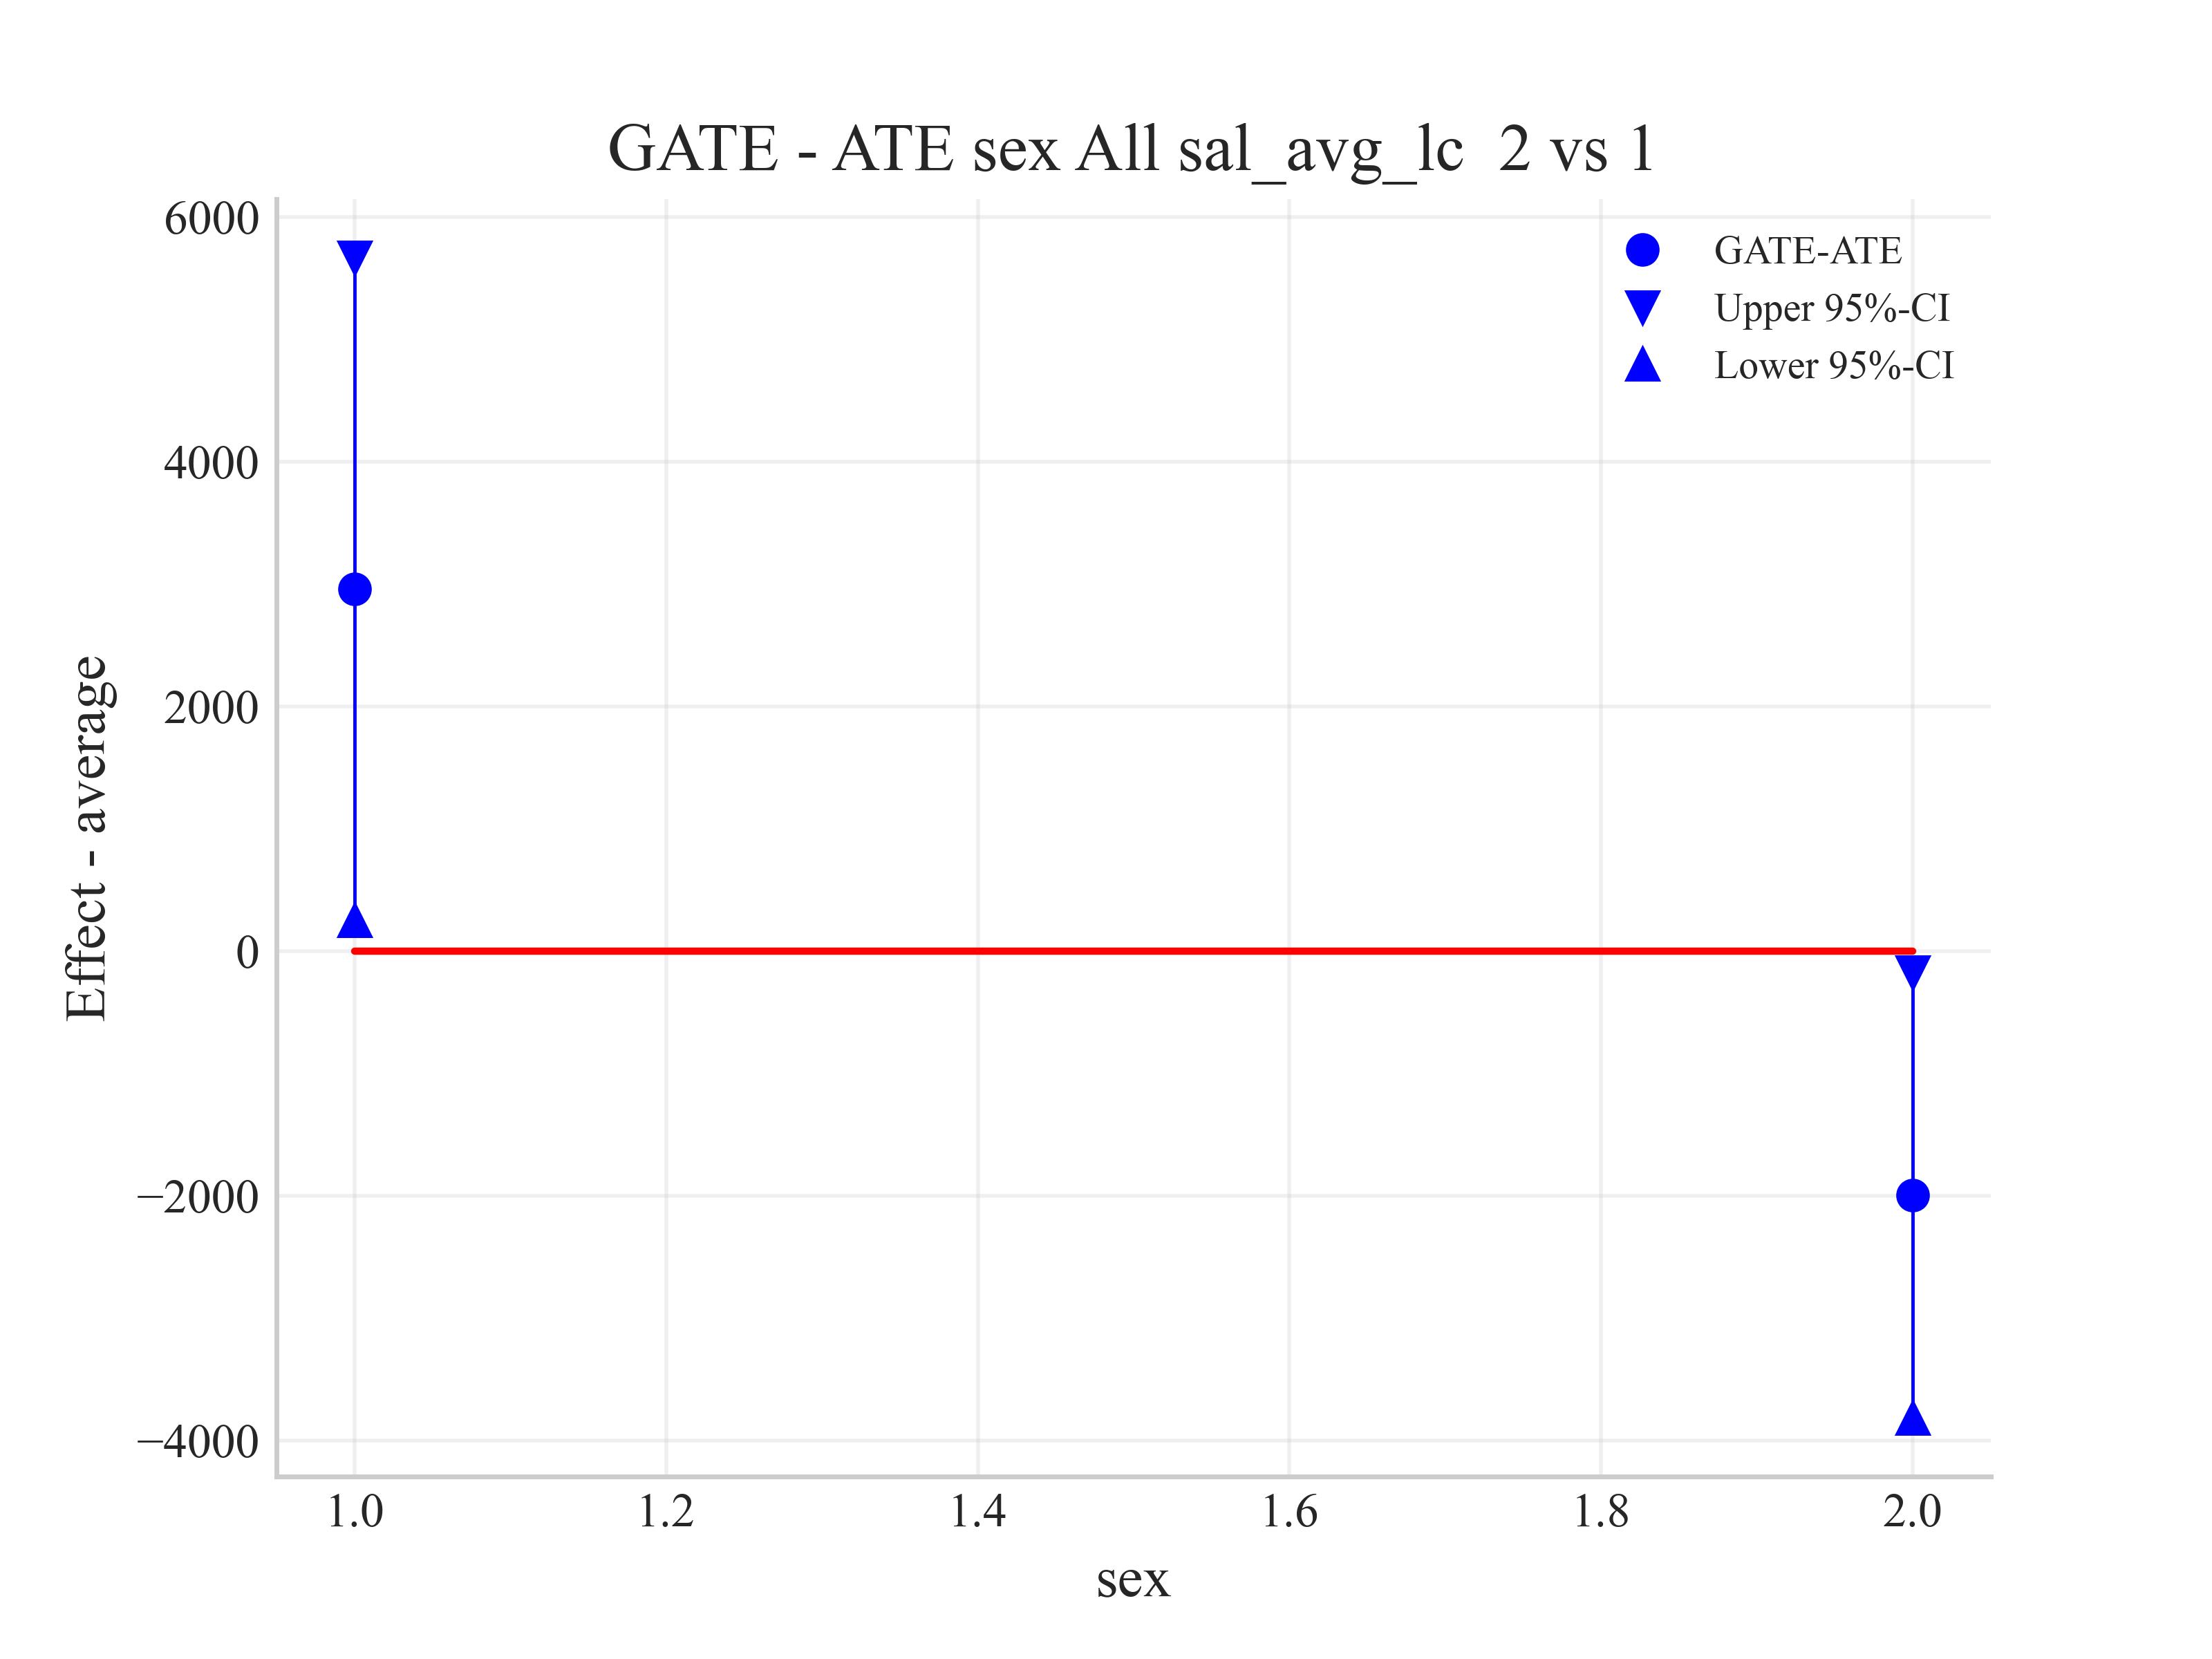 GATE - ATE sex All sal_avg_lc  2 vs 1
GATE-ATE
Upper 95%-CI
Lower 95%-CI
Effect - average
6000
4000
2000
0
−2000
−4000
1.0
1.2
1.4
1.6
1.8
2.0
sex